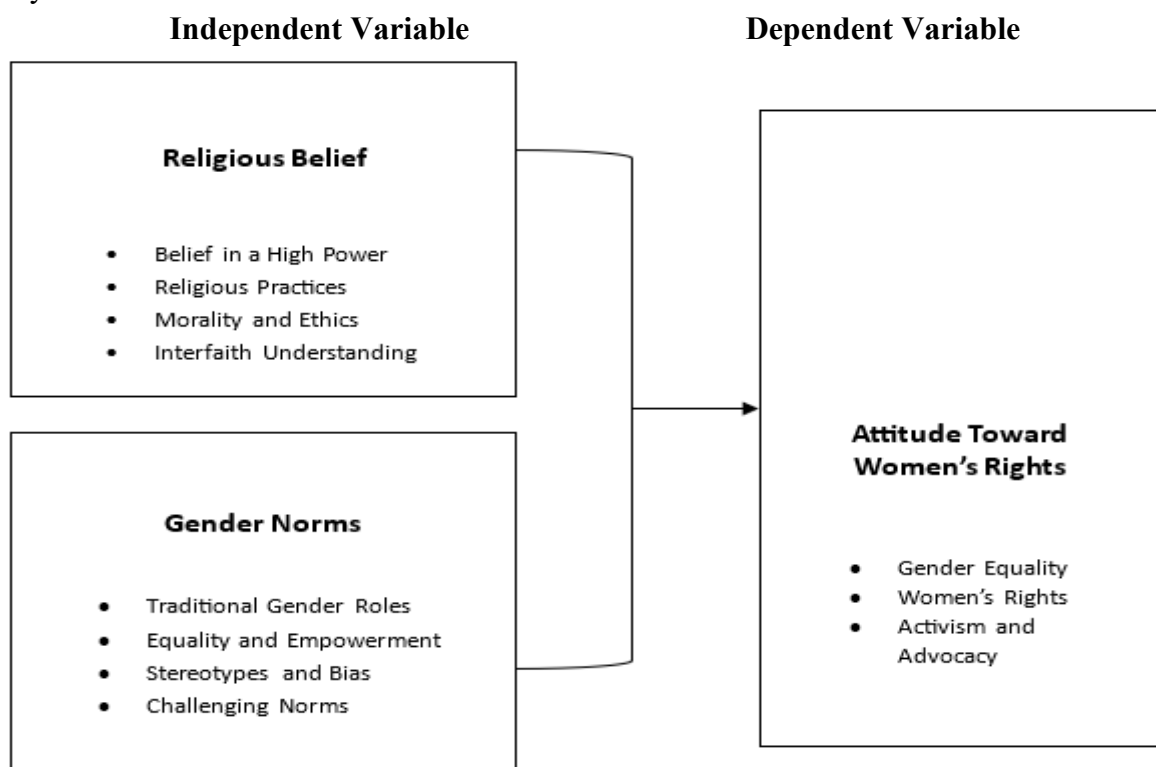 Independent Variable
Dependent Variable
Religious Belief
• Belief in a High Power
• Religious Practices
• Morality and Ethics
• Interfaith Understanding
Gender Norms
• Traditional Gender Roles
• Equality and Empowerment
• Stereotypes and Bias
• Challenging Norms
Attitude Toward
Women's Rights
• Gender Equality
• Women's Rights
• Activism and
Advocacy